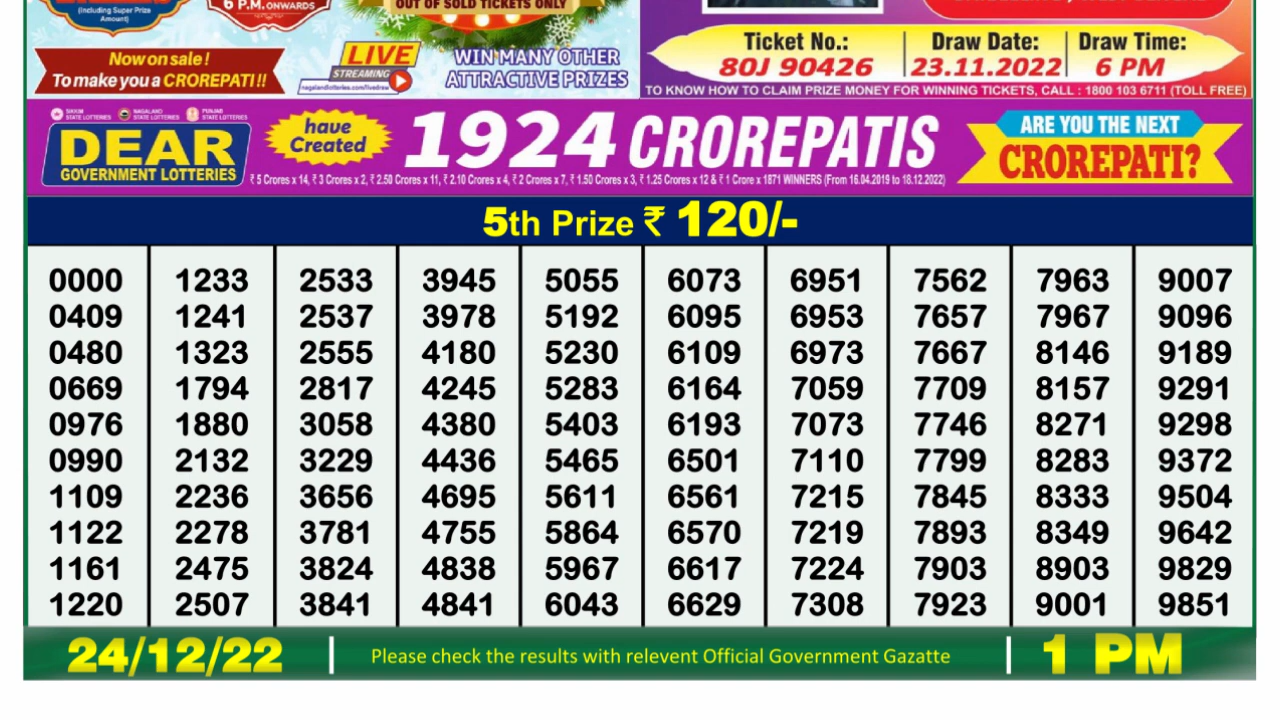 (Including Super Prize
Amount)
6 P.M. ONWARDS
OUT OF SOLD TICKETS ONLY
Now on sale !
To make you a CROREPATI !!
LIVE
STREAMING
nagalandlotteries.com/livedraw
WIN MANY OTHER
ATTRACTIVE PRIZES
Ticket No.: Draw Date: Draw Time:
80J 90426 23.11.2022 6 PM
TO KNOW HOW TO CLAIM PRIZE MONEY FOR WINNING TICKETS, CALL : 1800 103 6711 (TOLL FREE)
SIKKIM STATE LOTTERIES NAGALAND STATE LOTTERIES PUNJAB STATE LOTTERIES
DEAR
GOVERNMENT LOTTERIES
have
Created
1924 CROREPATIS
₹ 5 Crores x 14, ₹ 3 Crores x 2, ₹ 2.50 Crores x 11, ₹ 2.10 Crores x 4, ₹ 2 Crores x 7, ₹ 1.50 Crores x 3, ₹ 1.25 Crores x 12 & ₹ 1 Crore x 1871 WINNERS (From 16.04.2019 to 18.12.2022)
ARE YOU THE NEXT
CROREPATI?
5th Prize ₹ 120/-
0000 1233 2533 3945 5055 6073 6951 7562 7963 9007
0409 1241 2537 3978 5192 6095 6953 7657 7967 9096
0480 1323 2555 4180 5230 6109 6973 7667 8146 9189
0669 1794 2817 4245 5283 6164 7059 7709 8157 9291
0976 1880 3058 4380 5403 6193 7073 7746 8271 9298
0990 2132 3229 4436 5465 6501 7110 7799 8283 9372
1109 2236 3656 4695 5611 6561 7215 7845 8333 9504
1122 2278 3781 4755 5864 6570 7219 7893 8349 9642
1161 2475 3824 4838 5967 6617 7224 7903 8903 9829
1220 2507 3841 4841 6043 6629 7308 7923 9001 9851
24/12/22 Please check the results with relevent Official Government Gazatte 1 PM